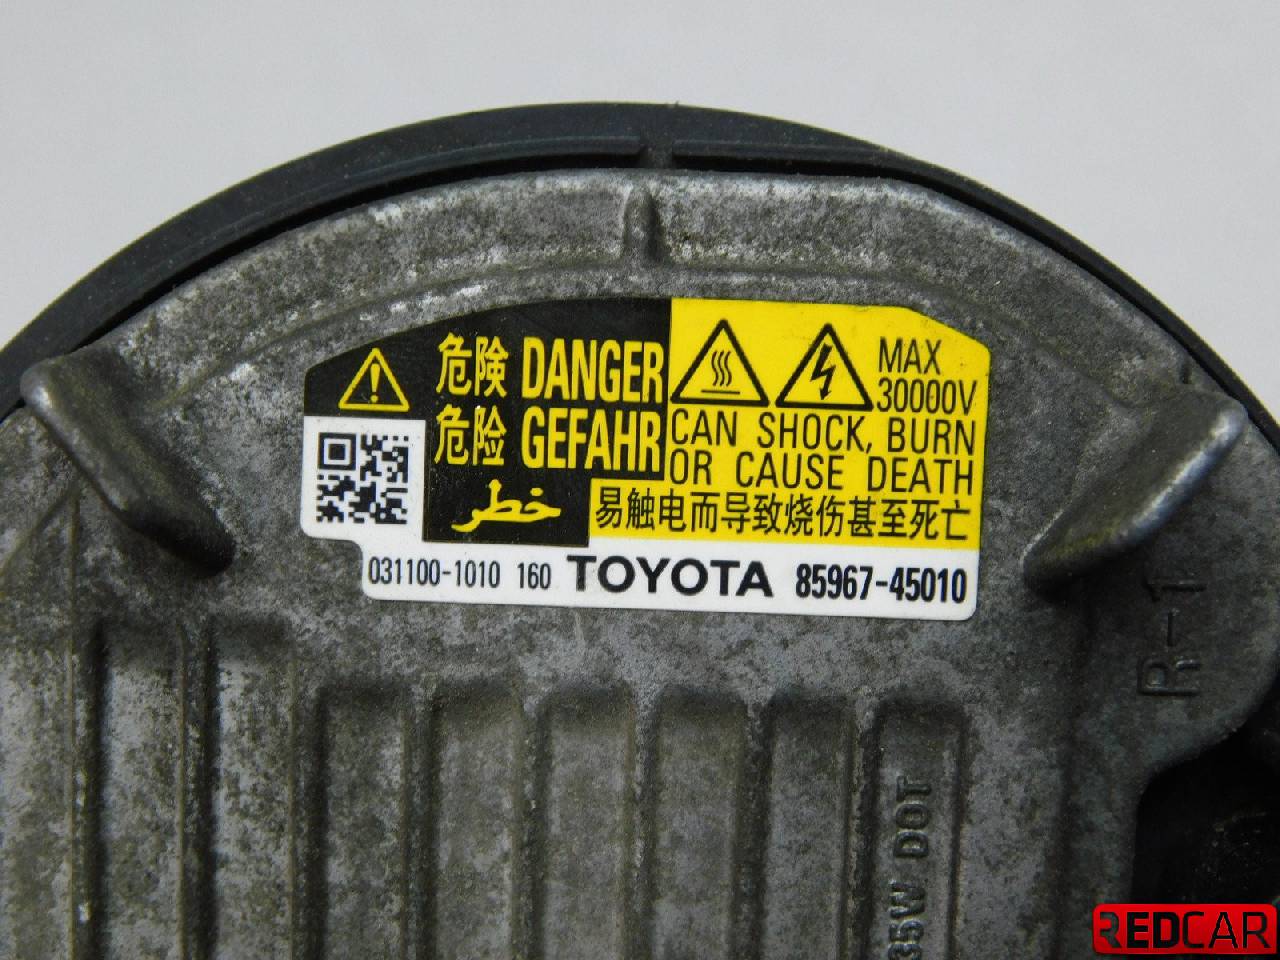 危険 DANGER
危险 GEFAHR
خطر
MAX
30000V
CAN SHOCK, BURN
OR CAUSE DEATH
易触电而导致烧伤甚至死亡
031100-1010 160 TOYOTA 85967-45010
R-1
35W DOT
REDCAR